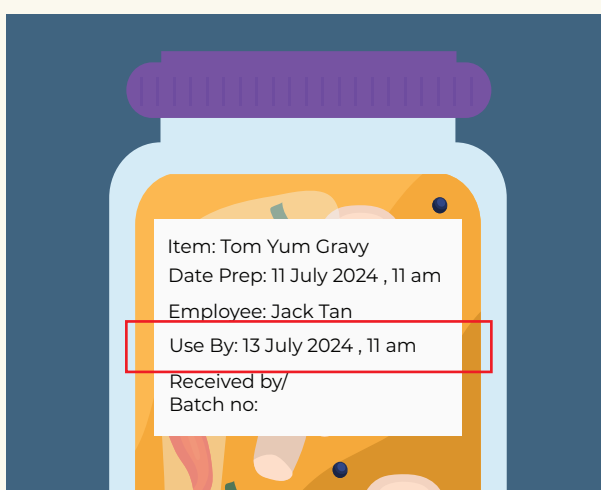 Item: Tom Yum Gravy
Date Prep: 11 July 2024 , 11 am
Employee: Jack Tan
Use By: 13 July 2024 , 11 am
Received by/
Batch no: